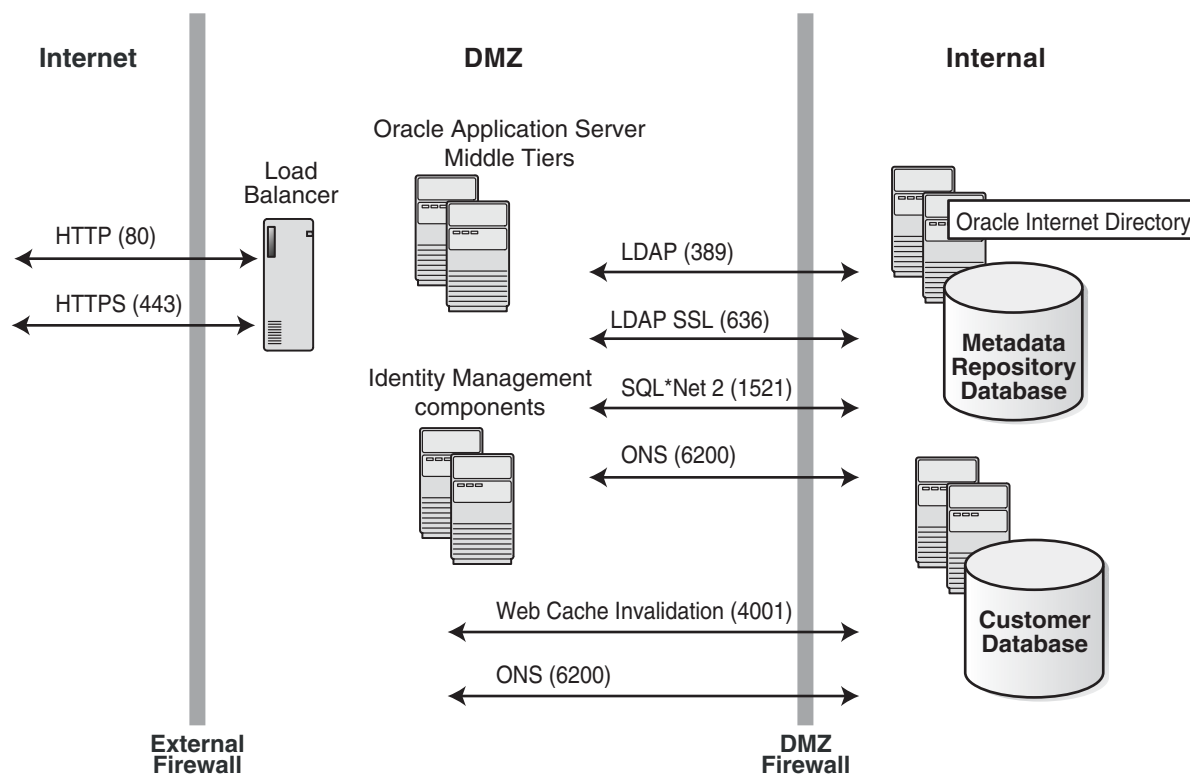 Internet
DMZ
Internal
Oracle Application Server
Middle Tiers
Load
Balancer
Oracle Internet Directory
HTTP (80)
LDAP (389)
HTTPS (443)
LDAP SSL (636)
Metadata
Repository
Database
Identity Management
components
SQL*Net 2 (1521)
ONS (6200)
Web Cache Invalidation (4001)
Customer
Database
ONS (6200)
External
Firewall
DMZ
Firewall